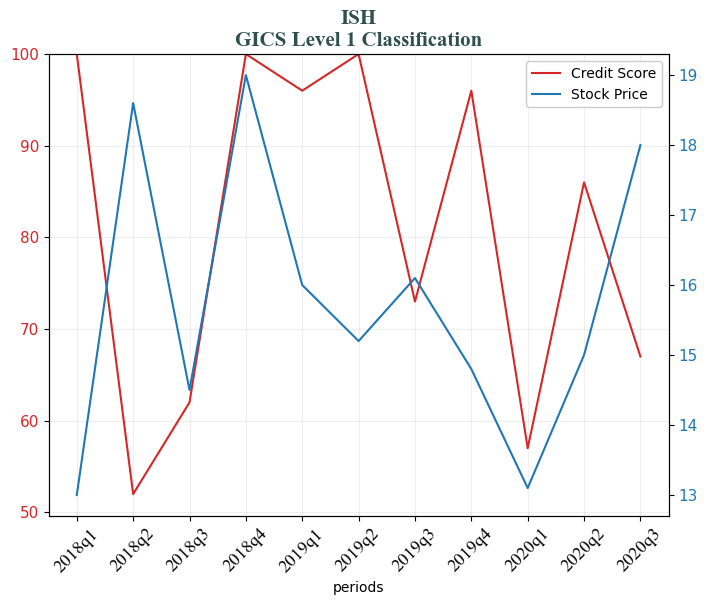 ISH
GICS Level 1 Classification
Credit Score
Stock Price
100
90
80
70
60
50
19
18
17
16
15
14
13
2018q1
2018q2
2018q3
2018q4
2019q1
2019q2
2019q3
2019q4
2020q1
2020q2
2020q3
periods